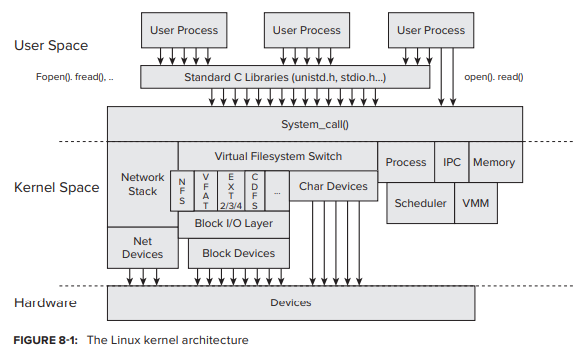 User Process
User Process
User Process
User Space
Fopen(). fread(), ..
Standard C Libraries (unistd.h, stdio.h...)
open(). read()
System_call()
Kernel Space
Network
Stack
Virtual Filesystem Switch
Process
IPC
Memory
N
F
S
V
F
A
T
E
X
T
2/3/4
C
D
F
S
...
Char Devices
Scheduler
VMM
Block I/O Layer
Net
Devices
Block Devices
Hardware
Devices
FIGURE 8-1: The Linux kernel architecture